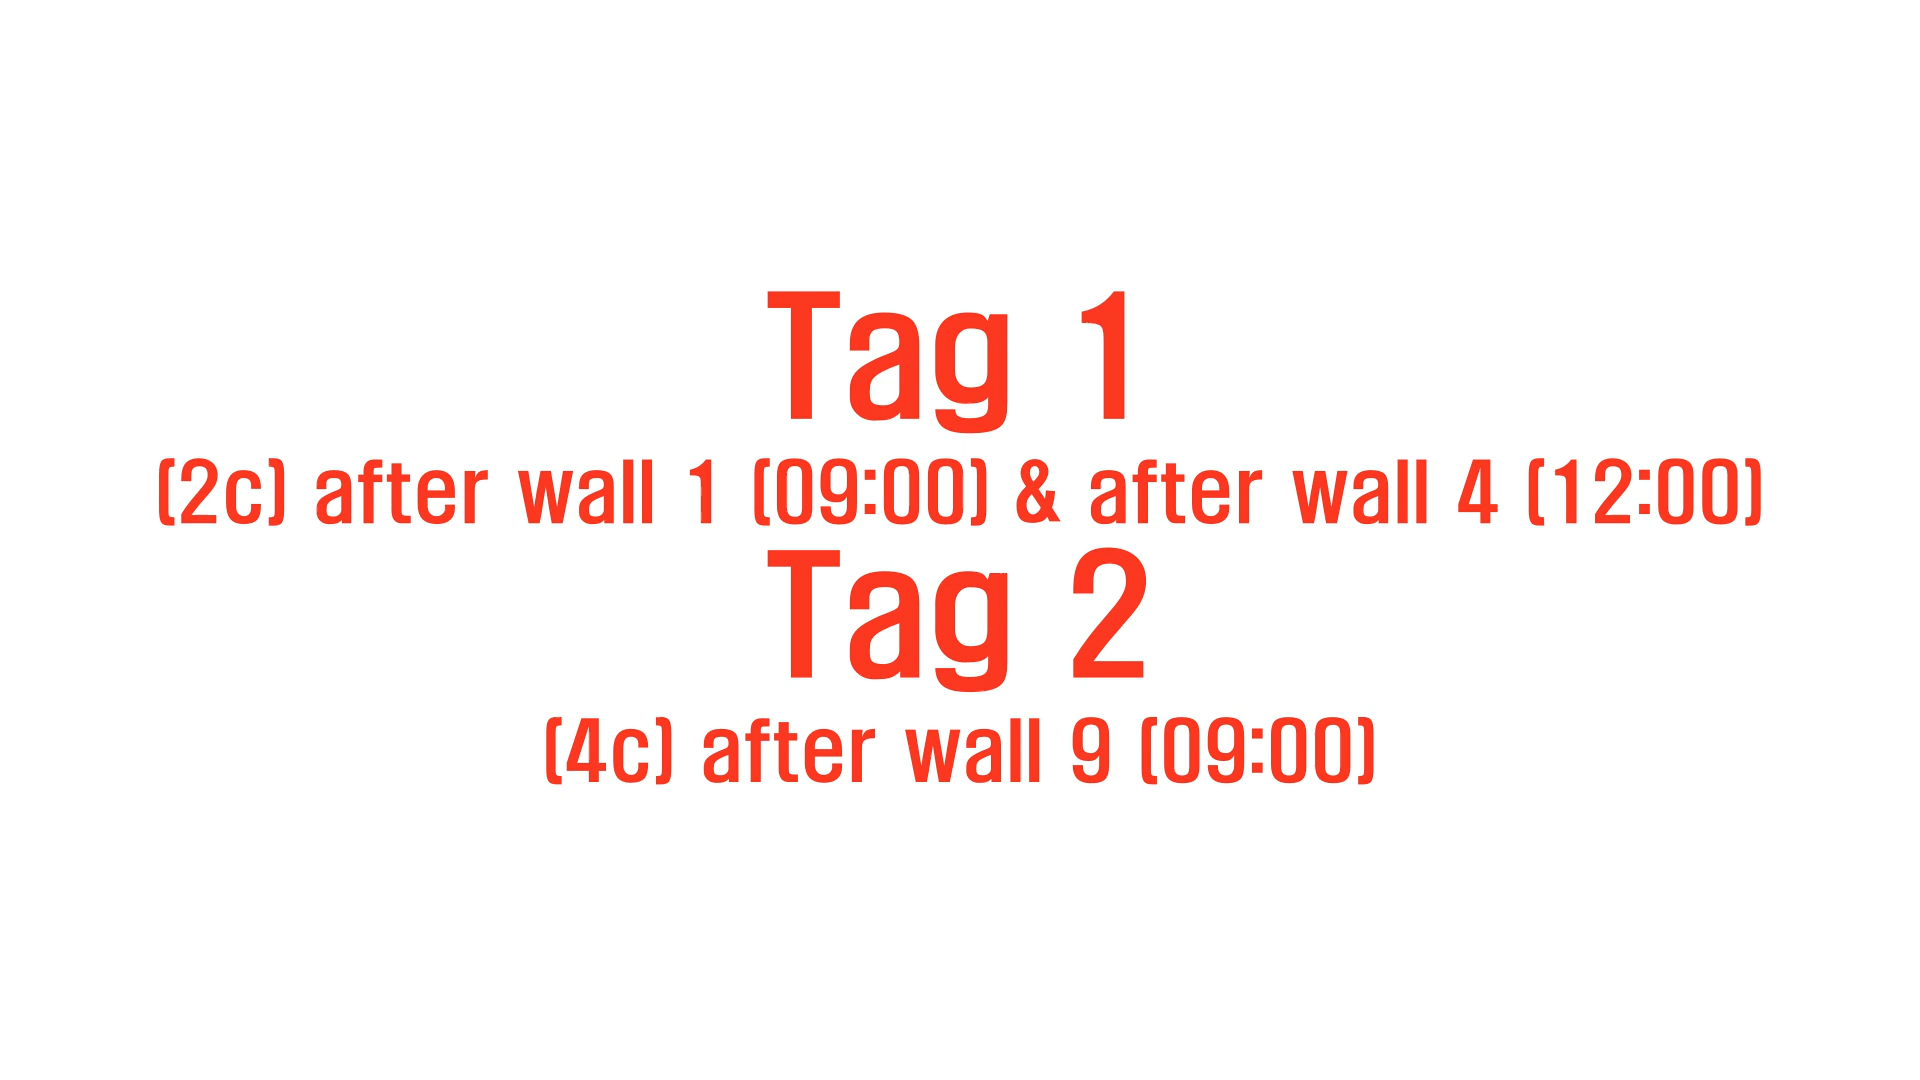 Tag 1
(2c) after wall 1 (09:00) & after wall 4 (12:00)
Tag 2
(4c) after wall 9 (09:00)